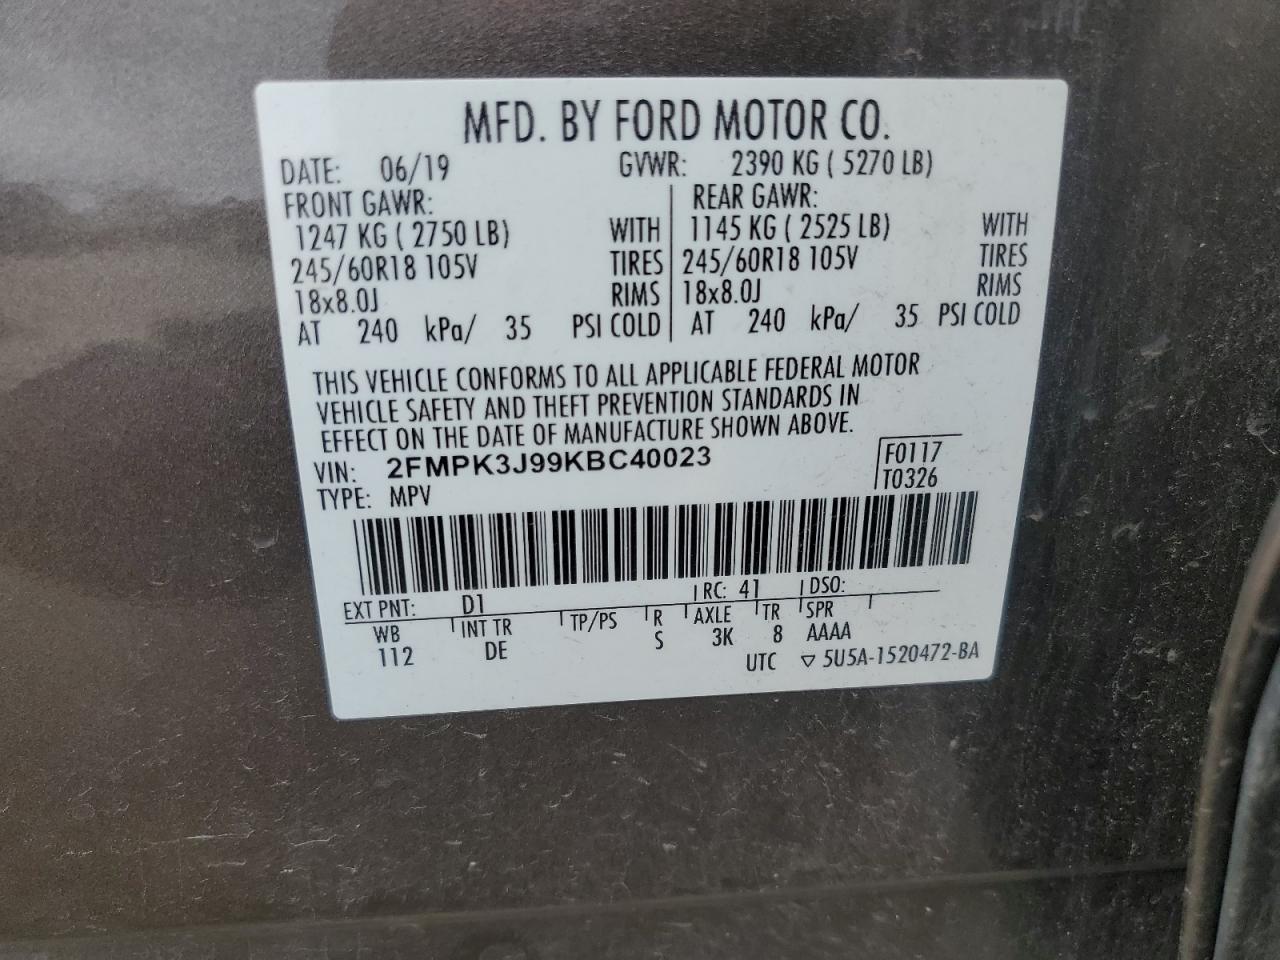 MFD. BY FORD MOTOR CO.
DATE: 06/19 GVWR: 2390 KG ( 5270 LB)
FRONT GAWR: REAR GAWR:
1247 KG ( 2750 LB) WITH 1145 KG ( 2525 LB) WITH
245/60R18 105V TIRES 245/60R18 105V TIRES
18x8.0J RIMS 18x8.0J RIMS
AT 240 kPa/ 35 PSI COLD AT 240 kPa/ 35 PSI COLD
THIS VEHICLE CONFORMS TO ALL APPLICABLE FEDERAL MOTOR
VEHICLE SAFETY AND THEFT PREVENTION STANDARDS IN
EFFECT ON THE DATE OF MANUFACTURE SHOWN ABOVE.
VIN: 2FMPK3J99KBC40023 F0117
TYPE: MPV T0326
EXT PNT: D1 RC: 41 DSO:
WB INT TR TP/PS R AXLE TR SPR
112 DE S 3K 8 AAAA
UTC ▽ 5U5A-1520472-BA